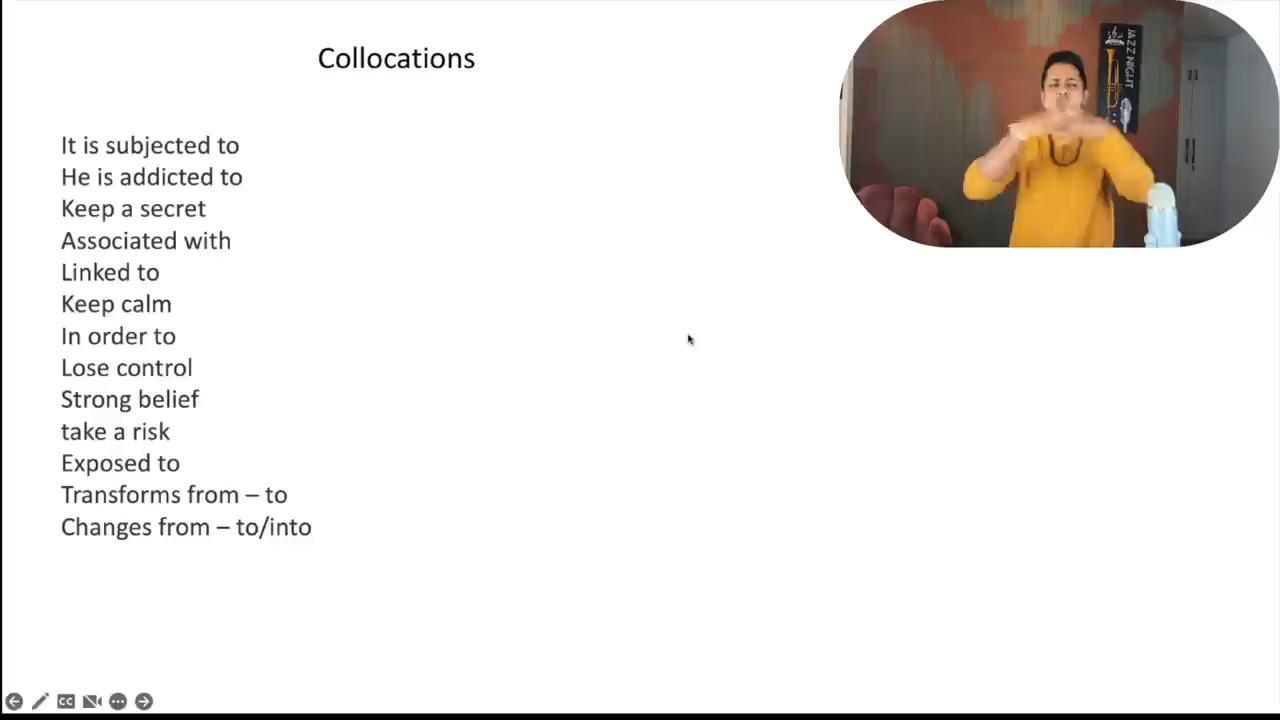 Collocations
It is subjected to
He is addicted to
Keep a secret
Associated with
Linked to
Keep calm
In order to
Lose control
Strong belief
take a risk
Exposed to
Transforms from – to
Changes from – to/into
JAZZ NIGHT
CC